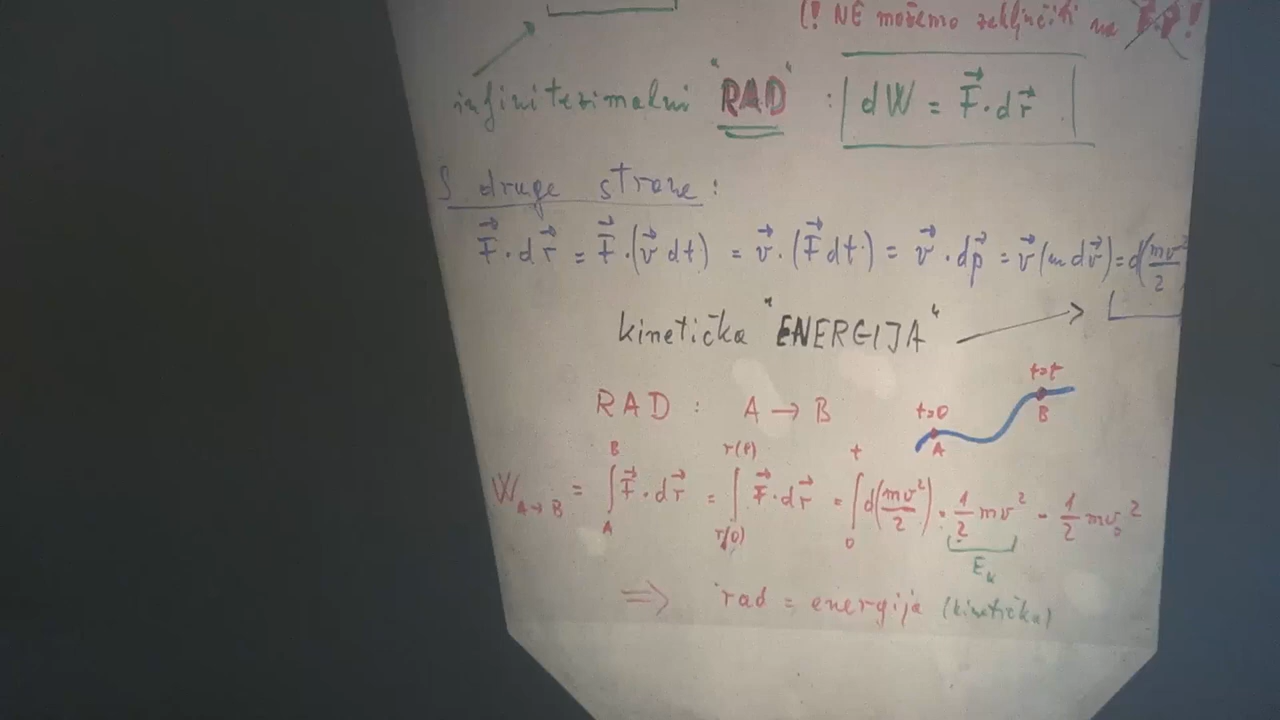 (! NE možemo zaključiti na
infinitezimalni "RAD" : dW = F⃗·dr⃗
S druge strane :
F⃗·dr⃗ = F⃗·(v⃗ dt) = v⃗·(F⃗dt) = v⃗·dp⃗ = v⃗(m dv⃗) = d(mv²/2
kinetička "ENERGIJA"
RAD : A → B
t=0 A t=t B
W_{A→B} = ∫_A^B F⃗·dr⃗ = ∫_{r(0)}^{r(t)} F⃗·dr⃗ = ∫_0^t d(mv²/2) = 1/2 mv² - 1/2 mv₀²
E_k
⇒ rad = energija (kinetička)